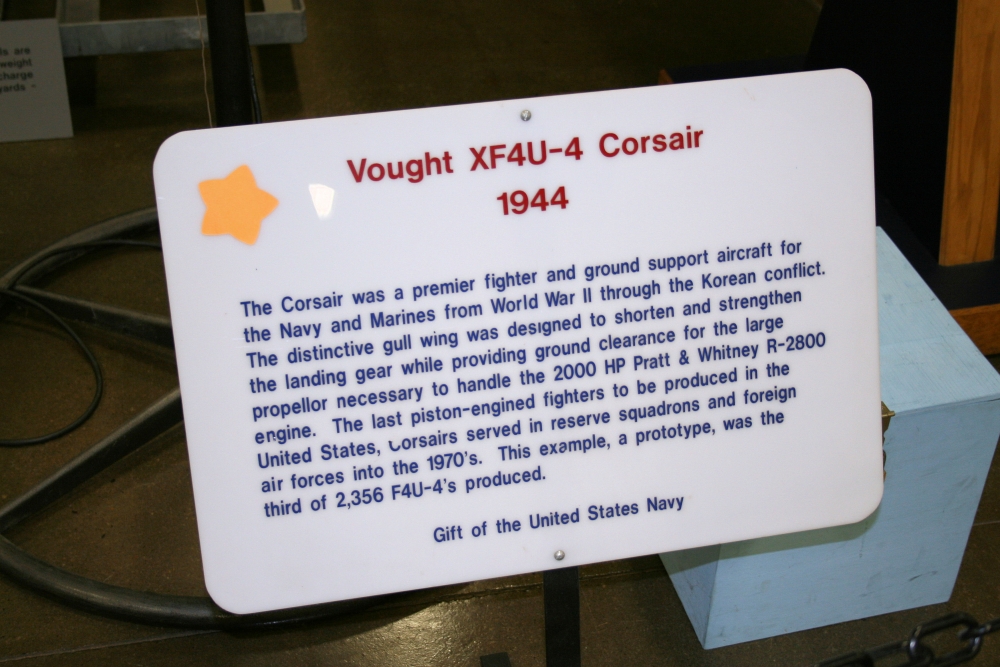 ls are
weight
charge
yards -
Vought XF4U-4 Corsair
1944
The Corsair was a premier fighter and ground support aircraft for
the Navy and Marines from World War II through the Korean conflict.
The distinctive gull wing was designed to shorten and strengthen
the landing gear while providing ground clearance for the large
propellor necessary to handle the 2000 HP Pratt & Whitney R-2800
engine. The last piston-engined fighters to be produced in the
United States, Corsairs served in reserve squadrons and foreign
air forces into the 1970's. This example, a prototype, was the
third of 2,356 F4U-4's produced.
Gift of the United States Navy